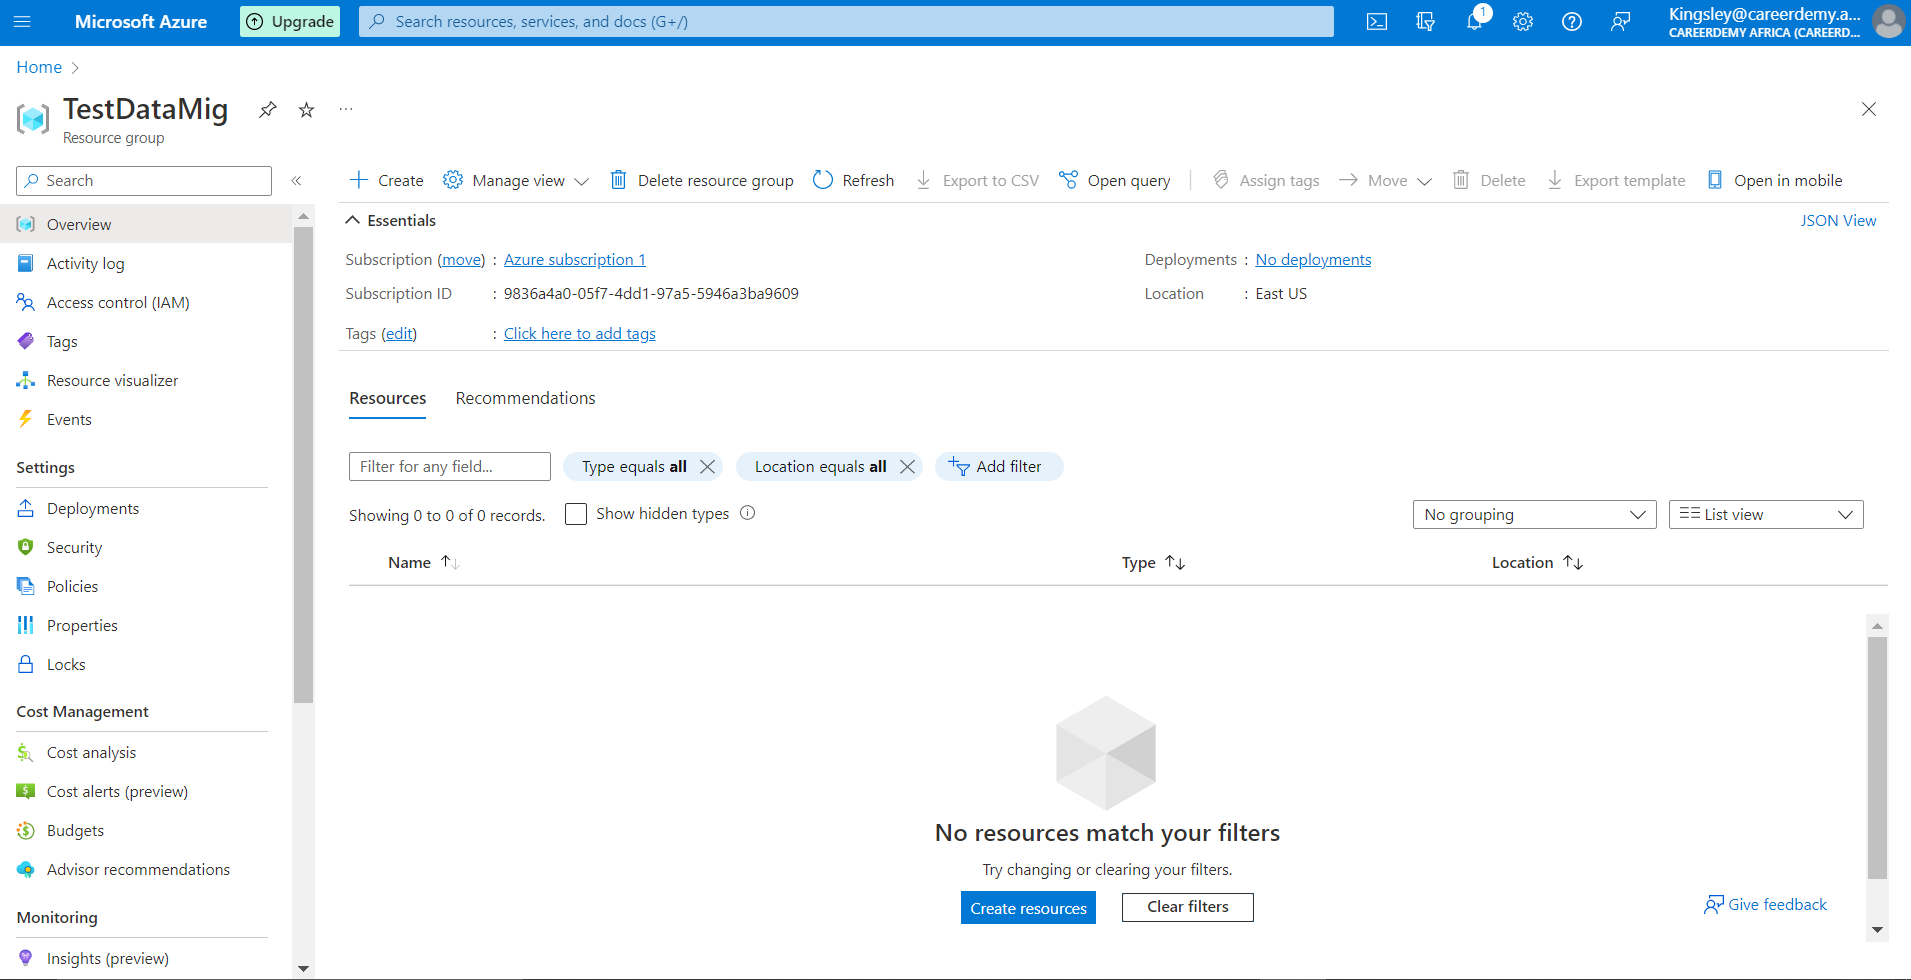 Microsoft Azure
Upgrade
Search resources, services, and docs (G+/)
1
Kingsley@careerdemy.a...
CAREERDEMY AFRICA (CAREERD...
Home
TestDataMig
Resource group
Search
Create
Manage view
Delete resource group
Refresh
Export to CSV
Open query
Assign tags
Move
Delete
Export template
Open in mobile
Overview
Activity log
Access control (IAM)
Tags
Resource visualizer
Events
Settings
Deployments
Security
Policies
Properties
Locks
Cost Management
Cost analysis
Cost alerts (preview)
Budgets
Advisor recommendations
Monitoring
Insights (preview)
Essentials
JSON View
Subscription (move) : Azure subscription 1
Deployments : No deployments
Subscription ID : 9836a4a0-05f7-4dd1-97a5-5946a3ba9609
Location : East US
Tags (edit) : Click here to add tags
Resources
Recommendations
Filter for any field...
Type equals all
Location equals all
Add filter
Showing 0 to 0 of 0 records.
Show hidden types
No grouping
List view
Name
Type
Location
No resources match your filters
Try changing or clearing your filters.
Create resources
Clear filters
Give feedback